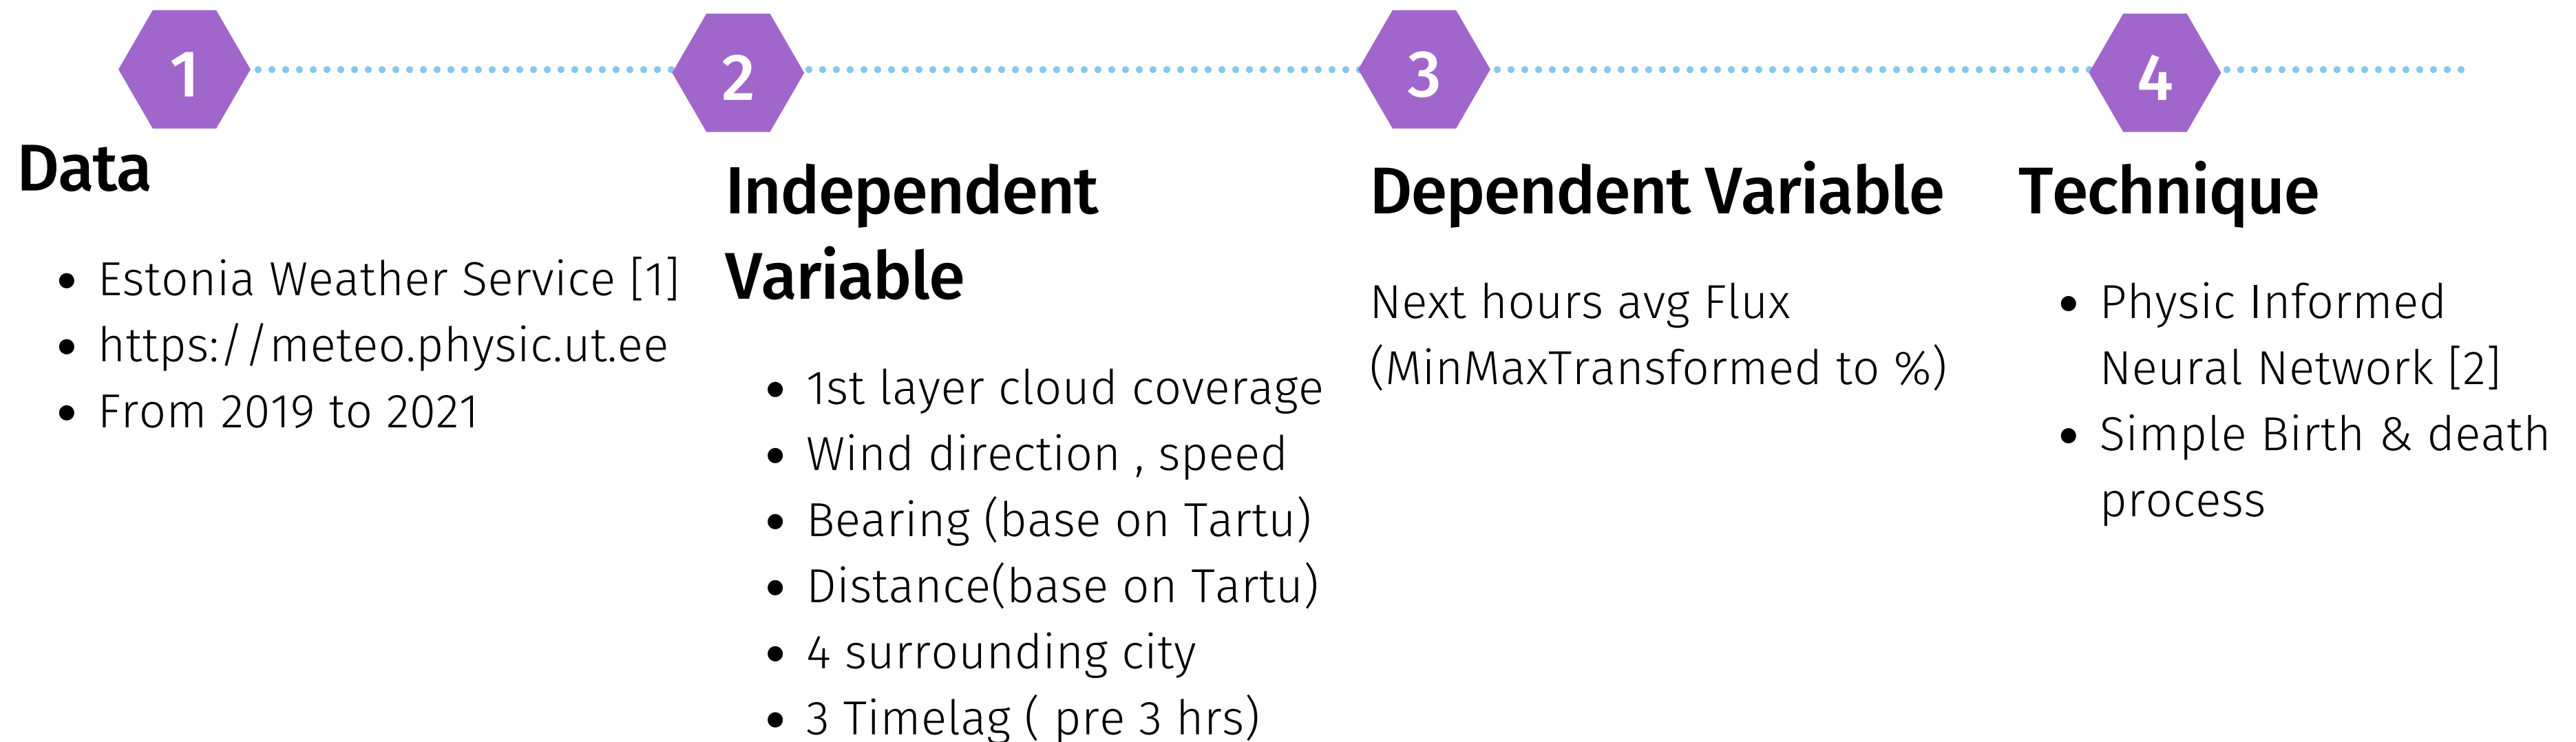 1
2
3
4
Data
Estonia Weather Service [1]
https://meteo.physic.ut.ee
From 2019 to 2021
Independent
Variable
1st layer cloud coverage
Wind direction , speed
Bearing (base on Tartu)
Distance(base on Tartu)
4 surrounding city
3 Timelag ( pre 3 hrs)
Dependent Variable
Next hours avg Flux
(MinMaxTransformed to %)
Technique
Physic Informed
Neural Network [2]
Simple Birth & death
process